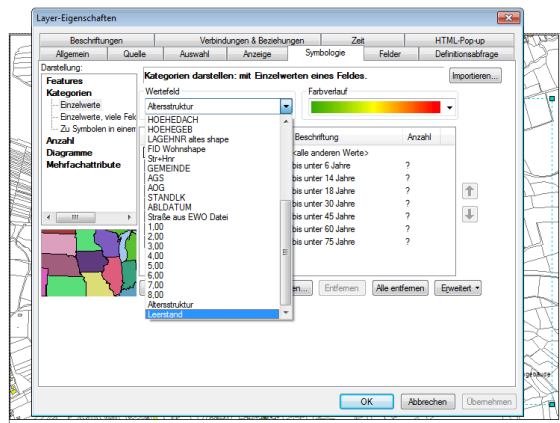 Layer-Eigenschaften
Beschriftungen Verbindungen & Beziehungen Zeit HTML-Pop-up
Allgemein Quelle Auswahl Anzeige Symbologie Felder Definitionsabfrage
Darstellung:
Features
Kategorien
Einzelwerte
Einzelwerte, viele Feld
Zu Symbolen in einem
Anzahl
Diagramme
Mehrfachattribute
Kategorien darstellen: mit Einzelwerten eines Feldes.
Importieren...
Wertefeld
Farbverlauf
Altersstruktur
HOEHEDACH
HOEHEGEB
LAGEHNR altes shape
FID Wohnshape
Str+Hnr
GEMEINDE
AGS
AOG
STANDLK
ABLDATUM
Straße aus EWO Datei
1,00
2,00
3,00
4,00
5,00
6,00
7,00
8,00
Altersstruktur
Leerstand
Beschriftung Anzahl
<alle anderen Werte>
bis unter 6 Jahre ?
bis unter 14 Jahre ?
bis unter 18 Jahre ?
bis unter 30 Jahre ?
bis unter 45 Jahre ?
bis unter 60 Jahre ?
bis unter 75 Jahre ?
en... Entfernen Alle entfernen Erweitert
OK Abbrechen Übernehmen